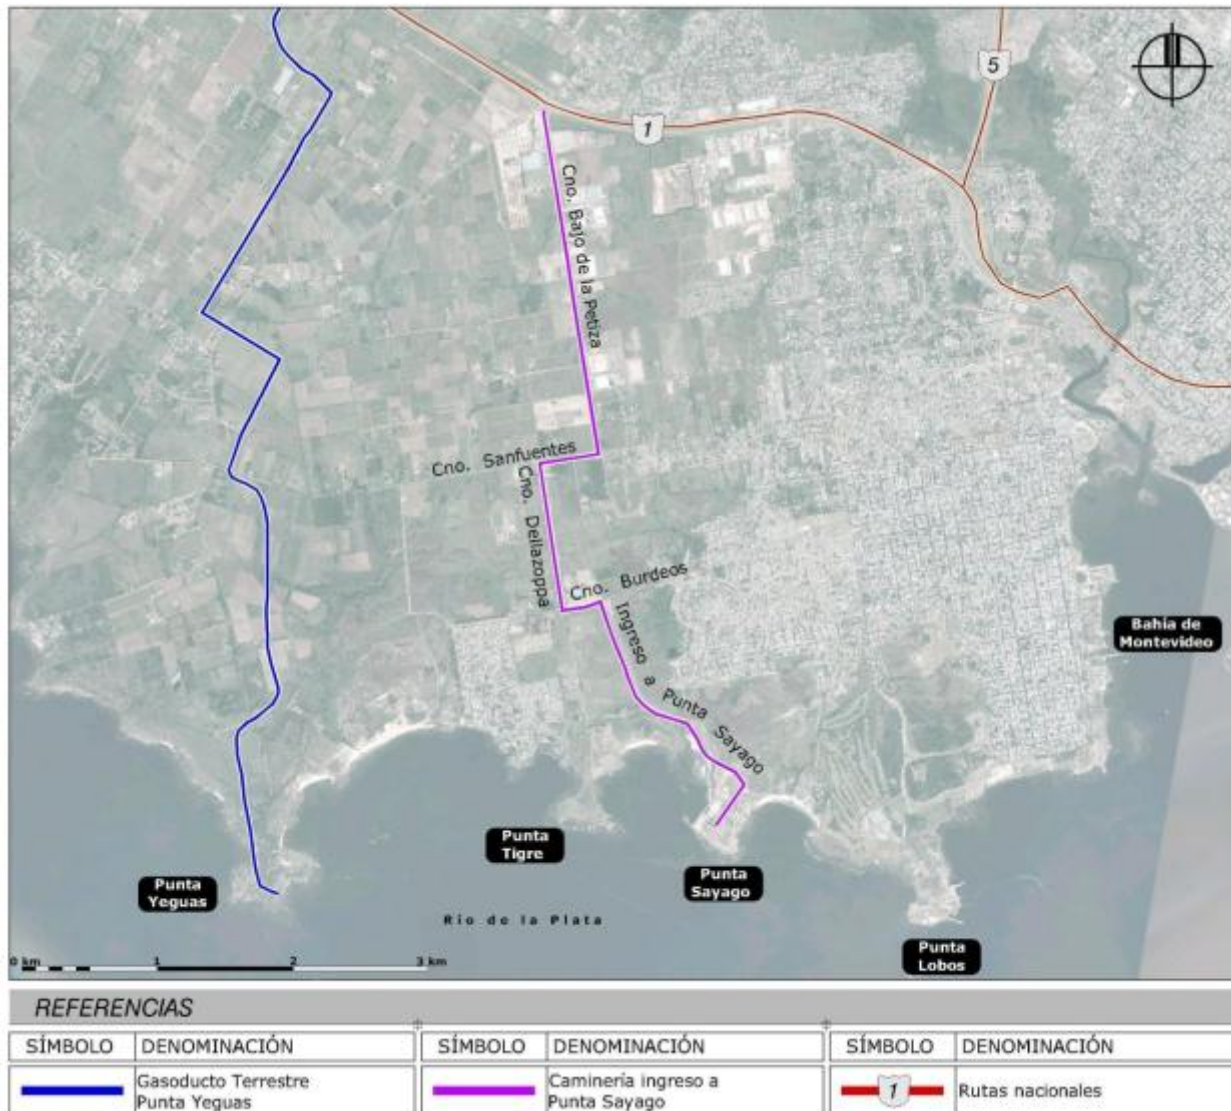 5
1
Cno. Bajo de la Petiza
Cno. Sanfuentes
Cno. Dellazoppa
Cno. Burdeos
Ingreso a Punta Sayago
Bahía de
Montevideo
Punta
Tigre
Punta
Yeguas
Punta
Sayago
Río de la Plata
Punta
Lobos
0 km 1 2 3 km
REFERENCIAS
SÍMBOLO DENOMINACIÓN SÍMBOLO DENOMINACIÓN SÍMBOLO DENOMINACIÓN
Gasoducto Terrestre
Punta Yeguas
Caminería ingreso a
Punta Sayago
1 Rutas nacionales